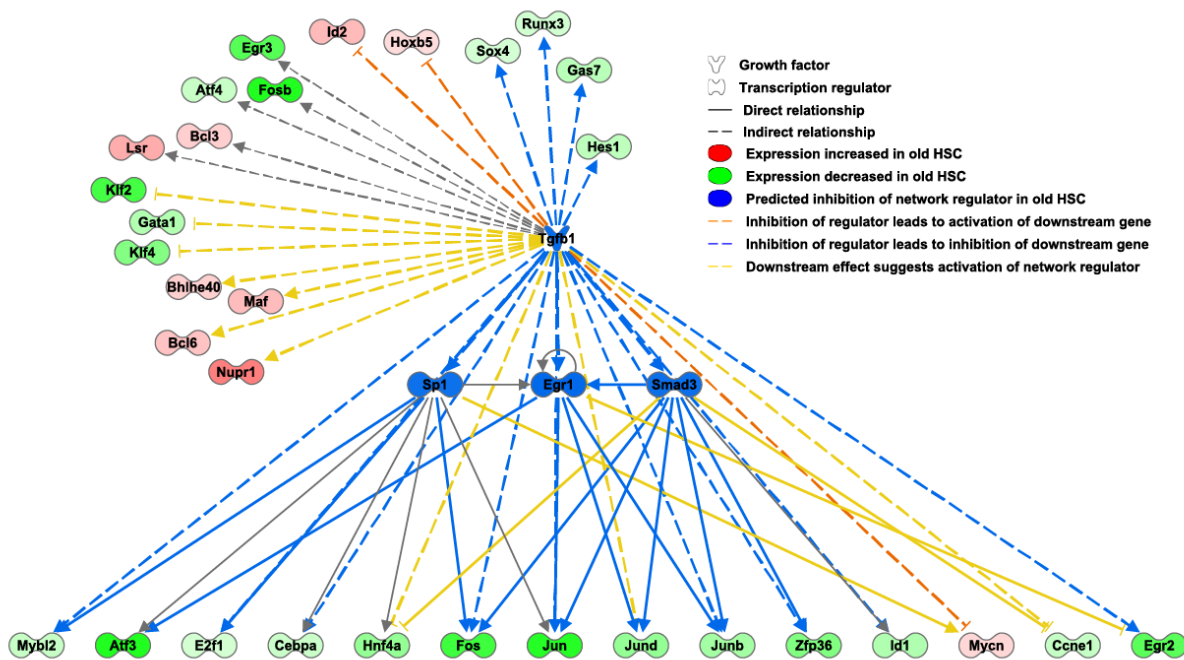 Runx3
Id2
Hoxb5
Egr3
Sox4
Gas7
Atf4
Fosb
Bcl3
Lsr
Hes1
Klf2
Gata1
Klf4
Tgfb1
Bhlhe40
Maf
Bcl6
Nupr1
Growth factor
Transcription regulator
Direct relationship
Indirect relationship
Expression increased in old HSC
Expression decreased in old HSC
Predicted inhibition of network regulator in old HSC
Inhibition of regulator leads to activation of downstream gene
Inhibition of regulator leads to inhibition of downstream gene
Downstream effect suggests activation of network regulator
Sp1
Egr1
Smad3
Mybl2
Atf3
E2f1
Cebpa
Hnf4a
Fos
Jun
Jund
Junb
Zfp36
Id1
Mycn
Ccne1
Egr2